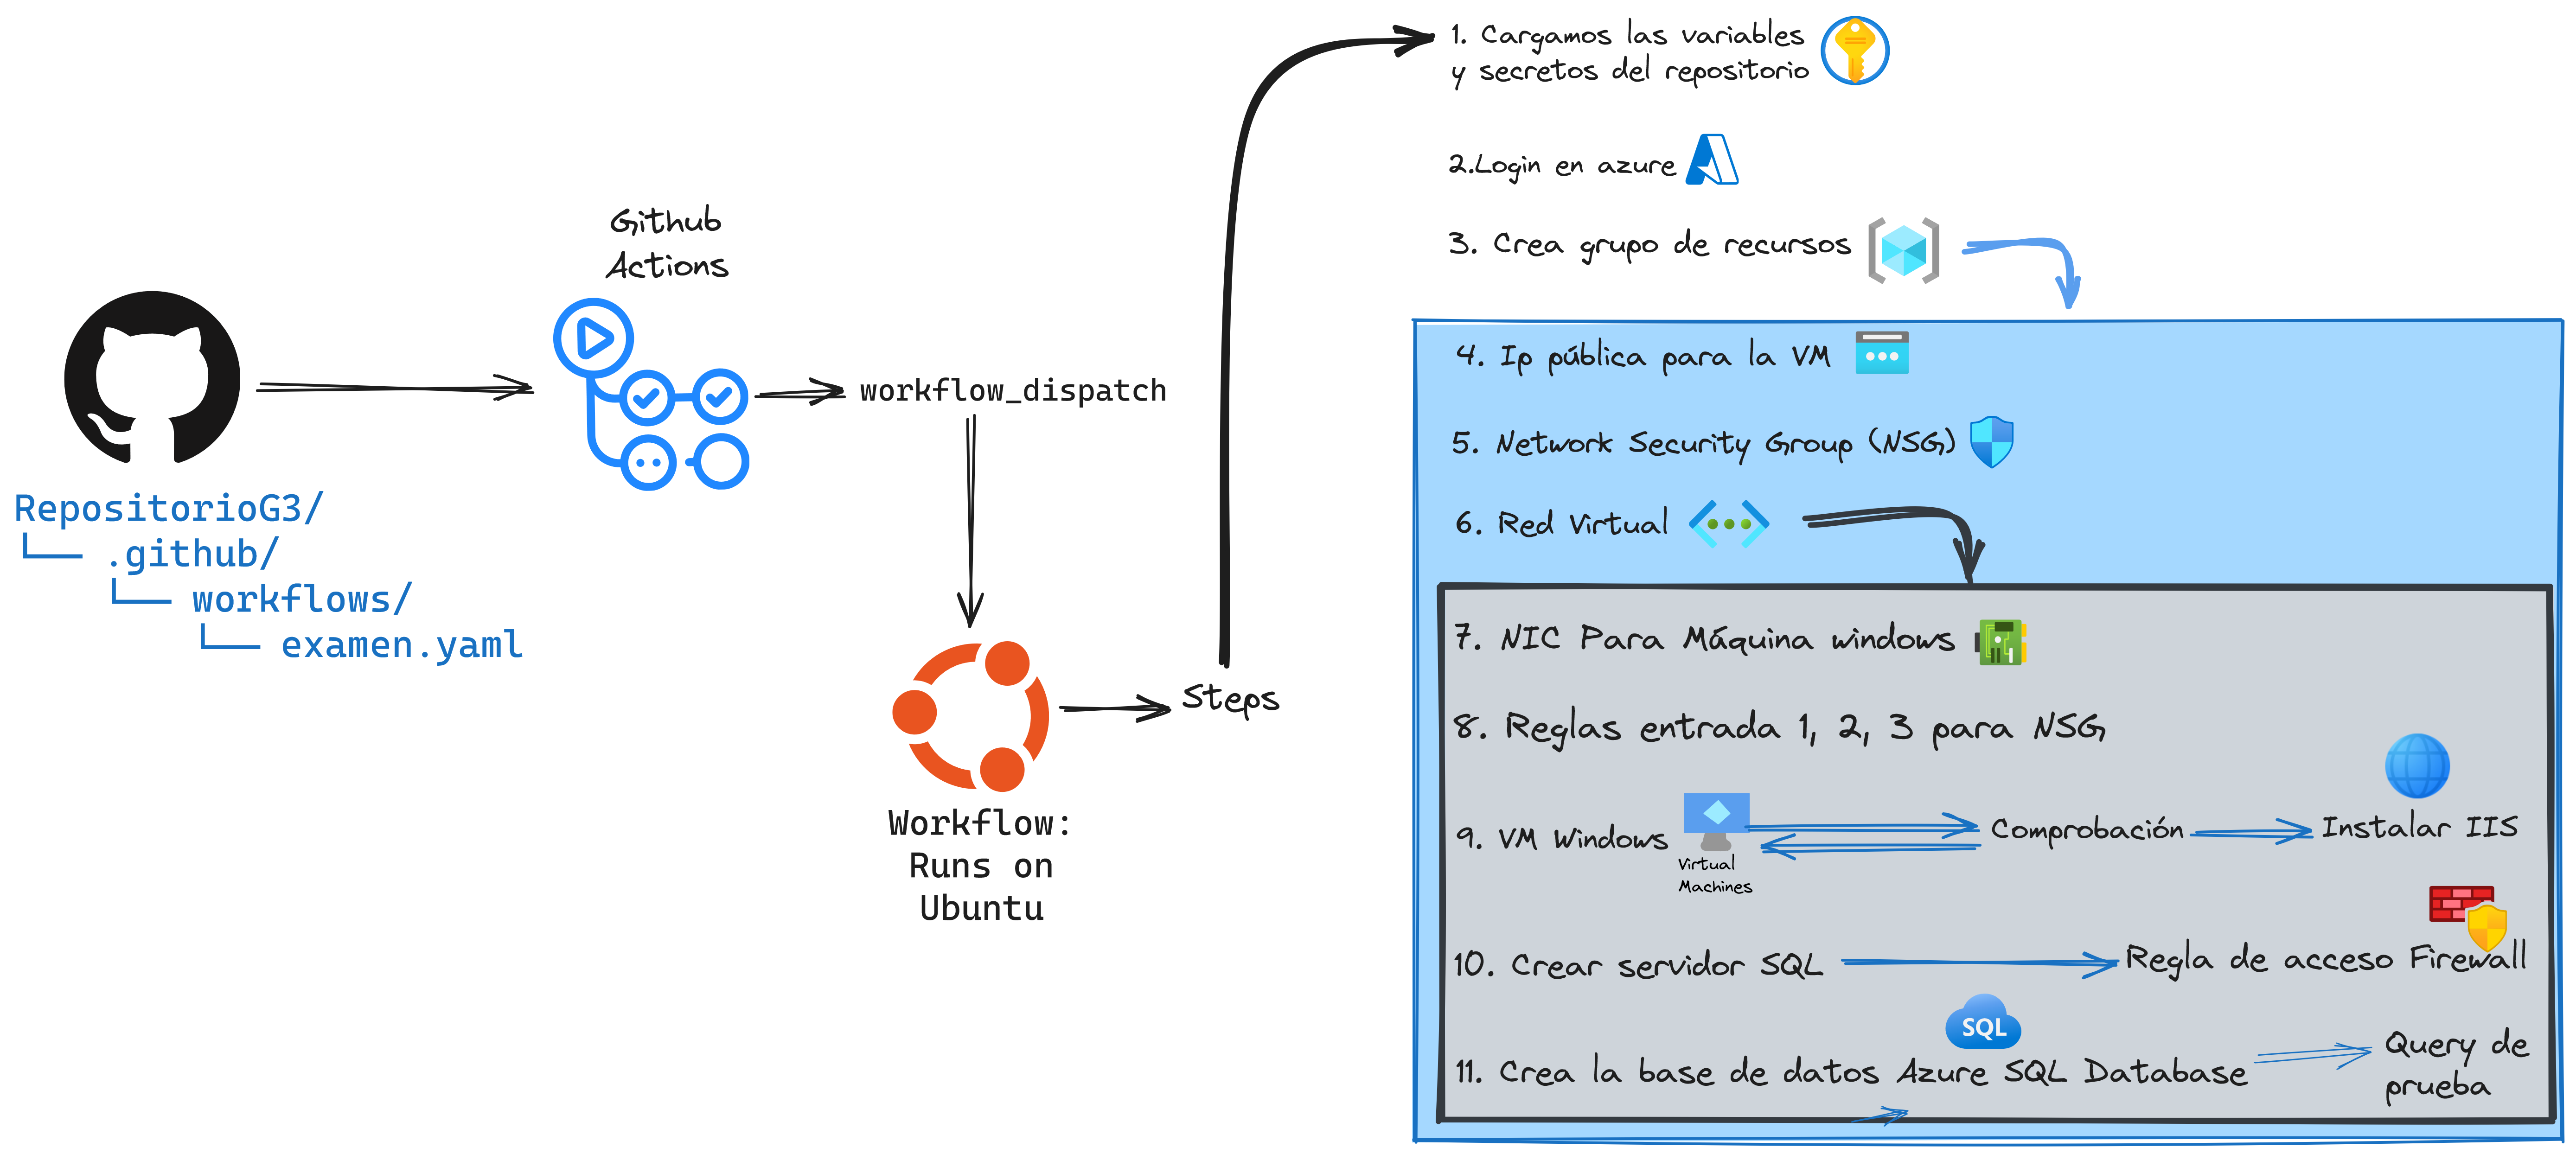 RepositorioG3/
└── .github/
└── workflows/
└── examen.yaml
Github
Actions
workflow_dispatch
Workflow:
Runs on
Ubuntu
Steps
1. Cargamos las variables
y secretos del repositorio
2.Login en azure
3. Crea grupo de recursos
4. Ip pública para la VM
5. Network Security Group (NSG)
6. Red Virtual
7. NIC Para Máquina windows
8. Reglas entrada 1, 2, 3 para NSG
9. VM Windows
Virtual
Machines
Comprobación
Instalar IIS
10. Crear servidor SQL
Regla de acceso Firewall
SQL
11. Crea la base de datos Azure SQL Database
Query de
prueba